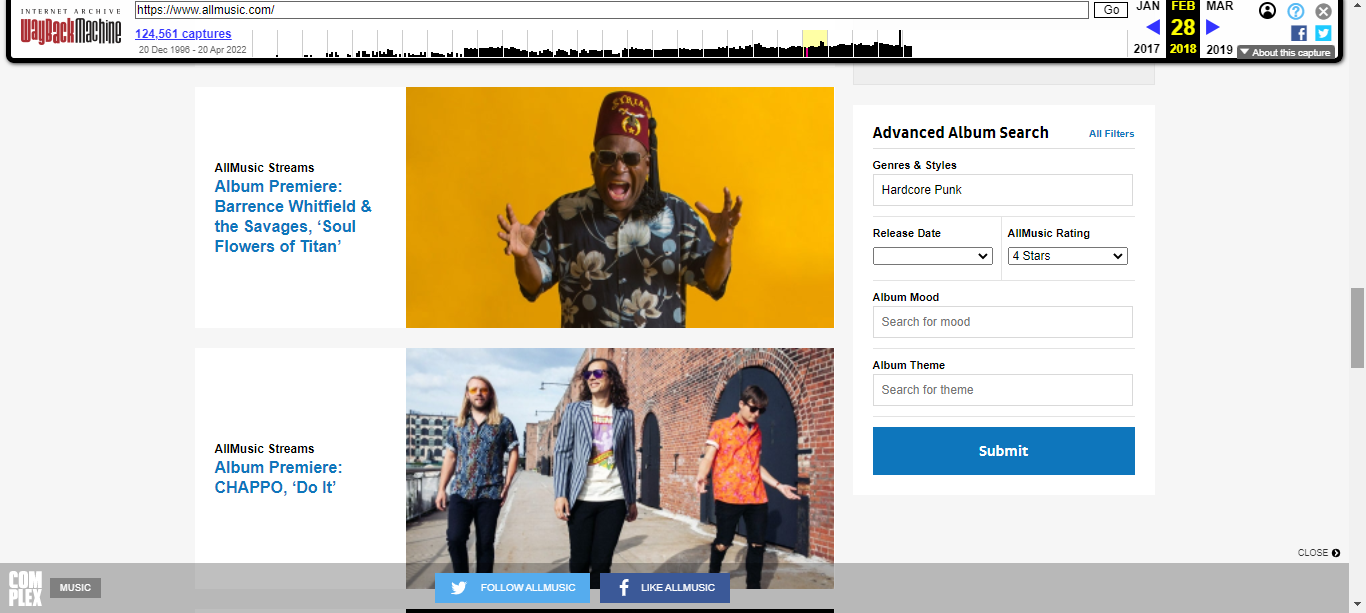 INTERNET ARCHIVE
WayBackMachine
https://www.allmusic.com/
Go
124,561 captures
20 Dec 1996 - 20 Apr 2022
JAN
FEB
MAR
28
2017
2018
2019
About this capture
AllMusic Streams
Album Premiere:
Barrence Whitfield &
the Savages, ‘Soul
Flowers of Titan’
SYRIAN
AllMusic Streams
Album Premiere:
CHAPPO, ‘Do It’
Advanced Album Search
All Filters
Genres & Styles
Hardcore Punk
Release Date
AllMusic Rating
4 Stars
Album Mood
Search for mood
Album Theme
Search for theme
Submit
CLOSE
COMPLEX
MUSIC
FOLLOW ALLMUSIC
LIKE ALLMUSIC